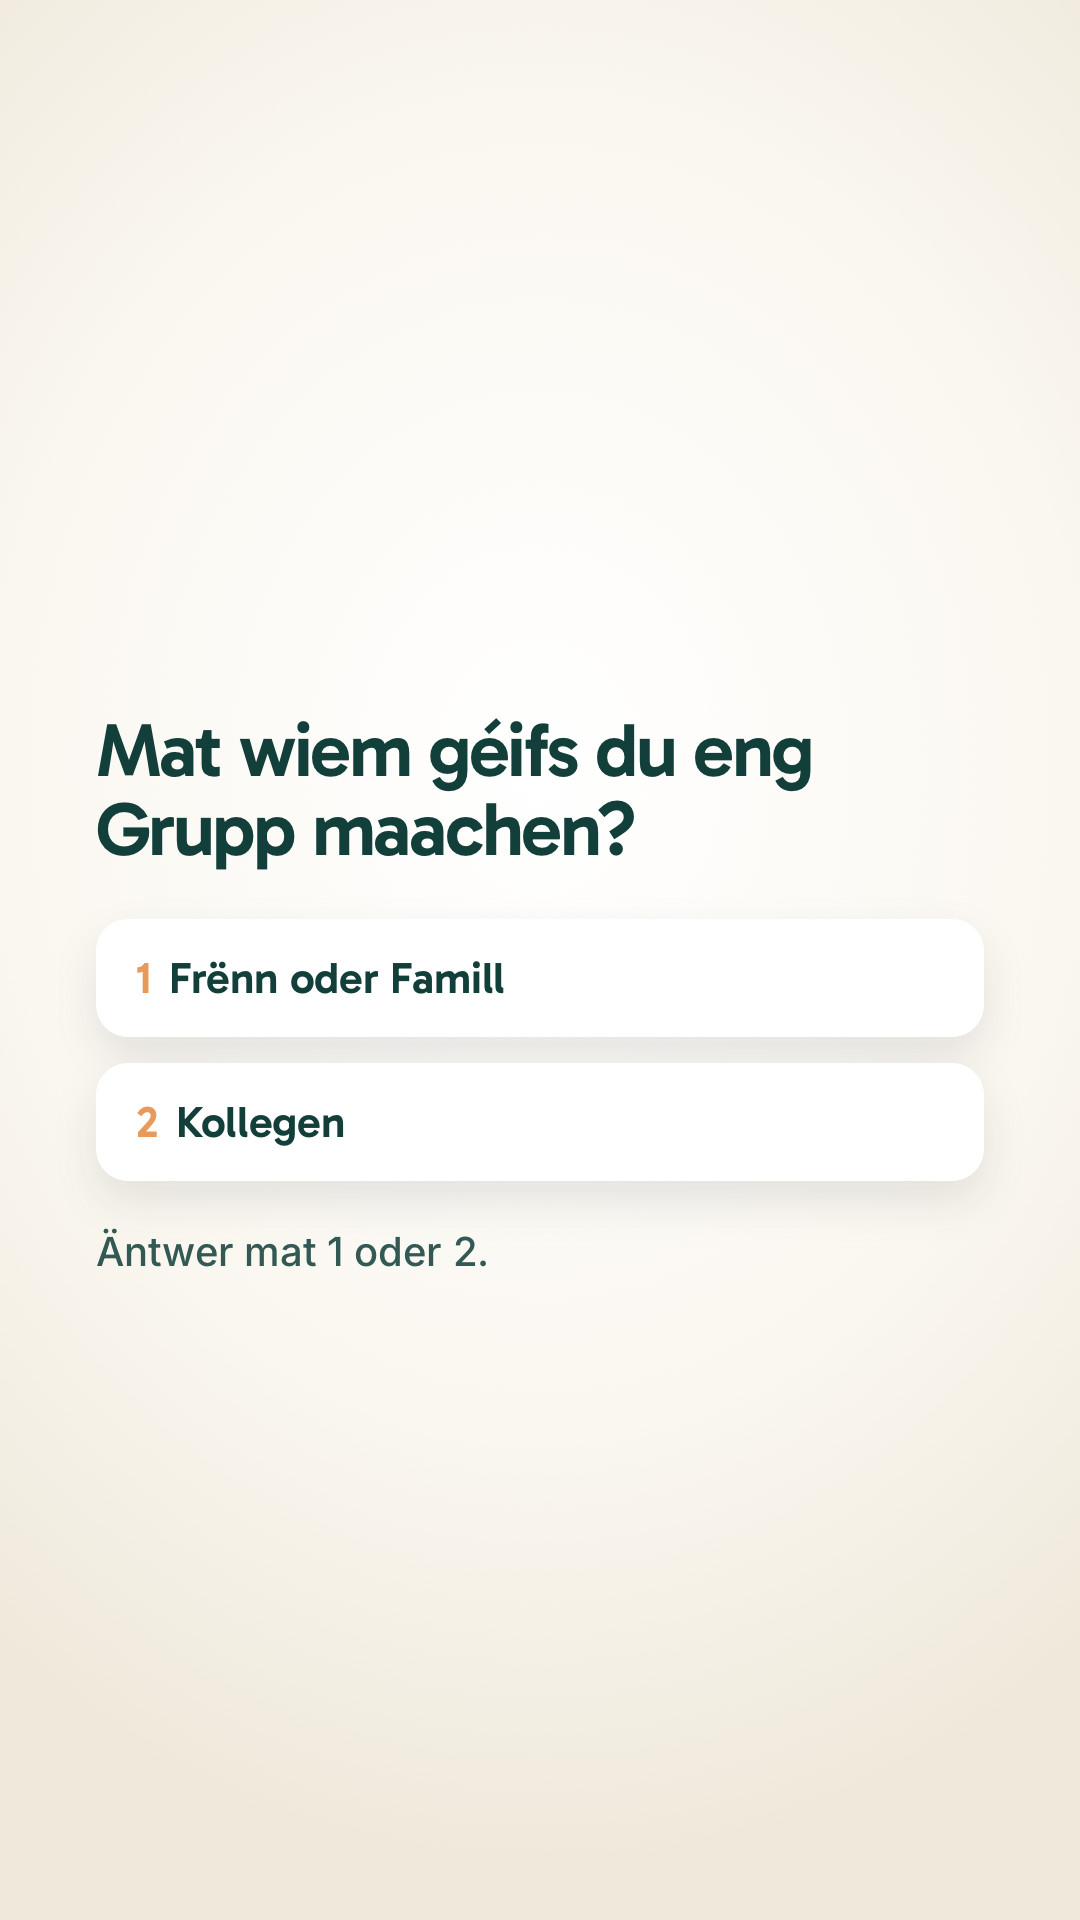 Mat wiem géifs du eng
Grupp maachen?
1 Frënn oder Famill
2 Kollegen
Äntwer mat 1 oder 2.